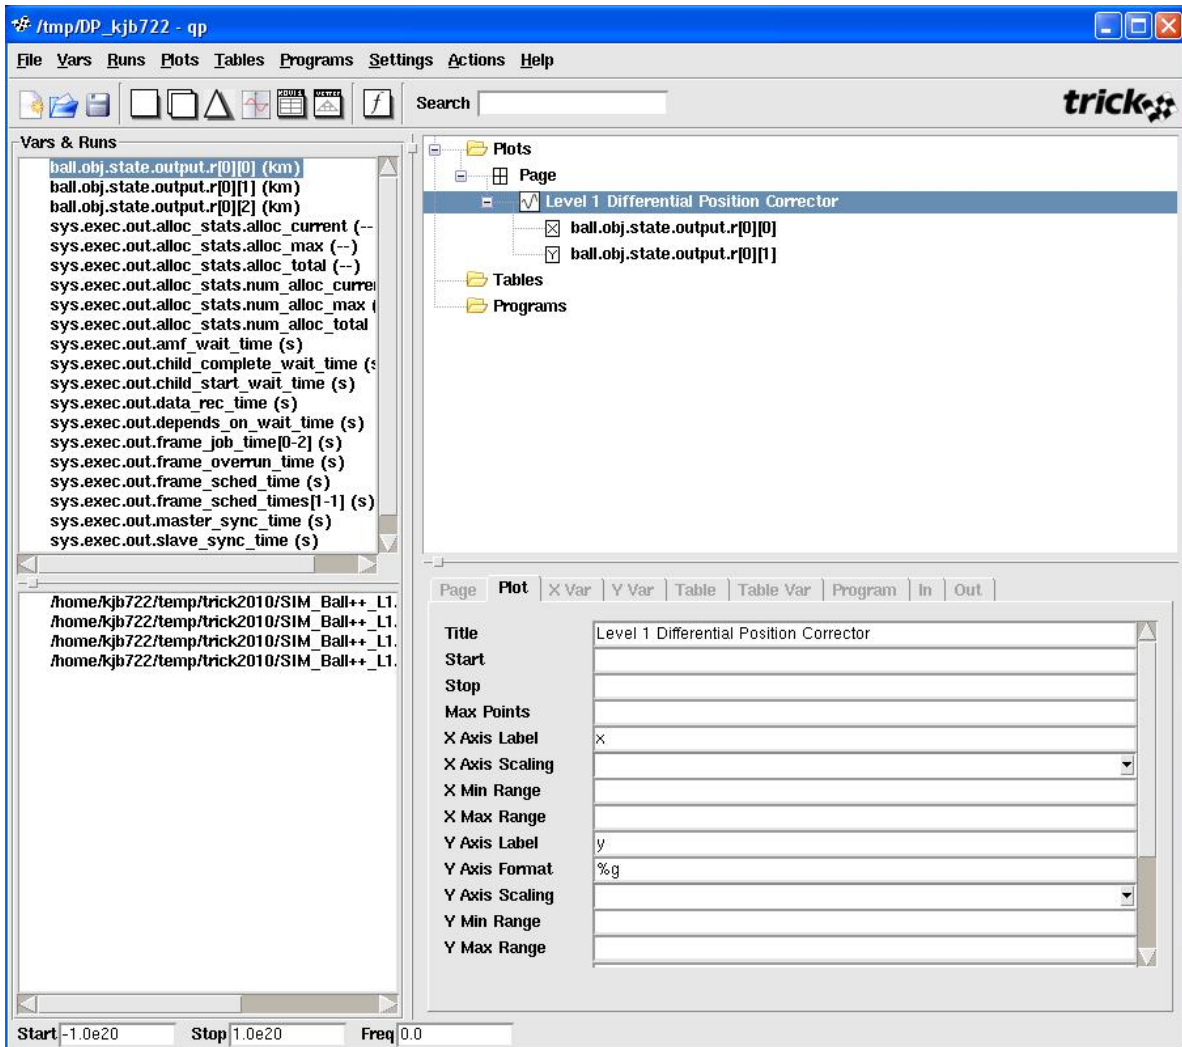 /tmp/DP_kjb722 - qp
File Vars Runs Plots Tables Programs Settings Actions Help
Search
trick
Vars & Runs
ball.obj.state.output.r[0][0] (km)
ball.obj.state.output.r[0][1] (km)
ball.obj.state.output.r[0][2] (km)
sys.exec.out.alloc_stats.alloc_current (--
sys.exec.out.alloc_stats.alloc_max (--)
sys.exec.out.alloc_stats.alloc_total (--)
sys.exec.out.alloc_stats.num_alloc_curre
sys.exec.out.alloc_stats.num_alloc_max (
sys.exec.out.alloc_stats.num_alloc_total
sys.exec.out.amf_wait_time (s)
sys.exec.out.child_complete_wait_time (s
sys.exec.out.child_start_wait_time (s)
sys.exec.out.data_rec_time (s)
sys.exec.out.depends_on_wait_time (s)
sys.exec.out.frame_job_time[0-2] (s)
sys.exec.out.frame_overrun_time (s)
sys.exec.out.frame_sched_time (s)
sys.exec.out.frame_sched_times[1-1] (s)
sys.exec.out.master_sync_time (s)
sys.exec.out.slave_sync_time (s)
/home/kjb722/temp/trick2010/SIM_Ball++_L1.
/home/kjb722/temp/trick2010/SIM_Ball++_L1.
/home/kjb722/temp/trick2010/SIM_Ball++_L1.
/home/kjb722/temp/trick2010/SIM_Ball++_L1.
Plots
Page
Level 1 Differential Position Corrector
X ball.obj.state.output.r[0][0]
Y ball.obj.state.output.r[0][1]
Tables
Programs
Page Plot X Var Y Var Table Table Var Program In Out
Title Level 1 Differential Position Corrector
Start
Stop
Max Points
X Axis Label x
X Axis Scaling
X Min Range
X Max Range
Y Axis Label y
Y Axis Format %g
Y Axis Scaling
Y Min Range
Y Max Range
Start -1.0e20 Stop 1.0e20 Freq 0.0